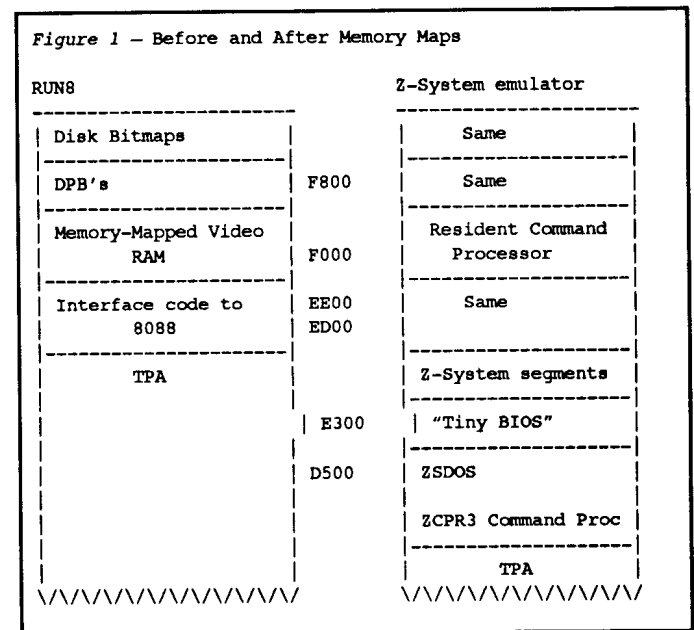 Figure 1 — Before and After Memory Maps
RUN8 Z-System emulator
Disk Bitmaps Same
DPB's F800 Same
Memory-Mapped Video Resident Command
RAM F000 Processor
Interface code to EE00 Same
8088 ED00
TPA Z-System segments
E300 "Tiny BIOS"
D500 ZSDOS
ZCPR3 Command Proc
TPA